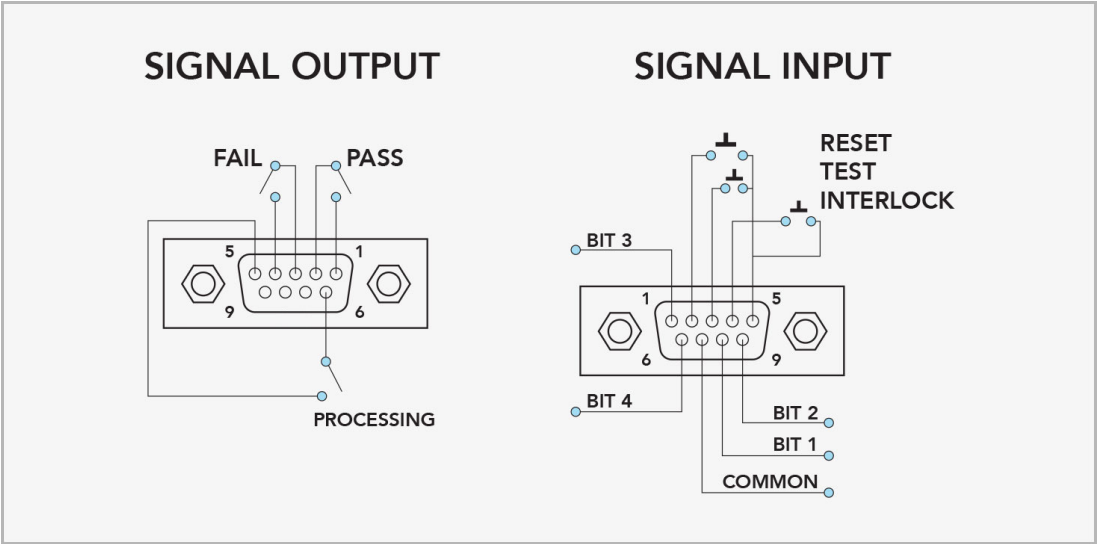 SIGNAL OUTPUT
FAIL
PASS
5
1
9
6
PROCESSING
SIGNAL INPUT
RESET
TEST
INTERLOCK
BIT 3
1
5
6
9
BIT 4
BIT 2
BIT 1
COMMON